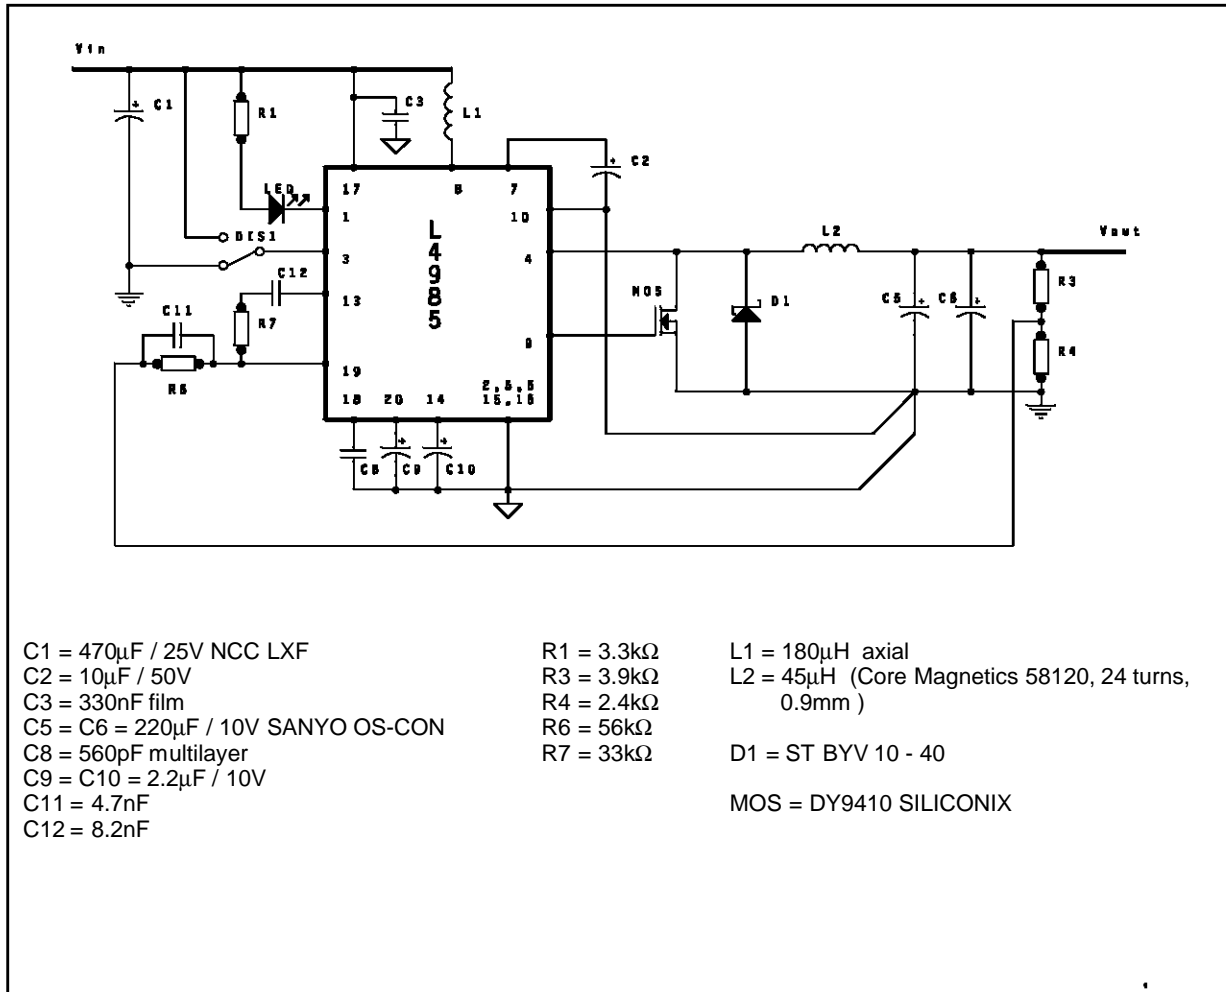 Vin
C1
R1
C3
L1
C2
LED
17
8
7
1
10
DIS1
L4985
L2
Vout
3
4
C12
13
MOS
D1
C5
C6
R3
C11
R7
9
R4
19
R6
2,5,6
18
20
14
15,16
C8
C9
C10
C1 = 470µF / 25V NCC LXF
C2 = 10µF / 50V
C3 = 330nF film
C5 = C6 = 220µF / 10V SANYO OS-CON
C8 = 560pF multilayer
C9 = C10 = 2.2µF / 10V
C11 = 4.7nF
C12 = 8.2nF
R1 = 3.3kΩ
R3 = 3.9kΩ
R4 = 2.4kΩ
R6 = 56kΩ
R7 = 33kΩ
L1 = 180µH axial
L2 = 45µH (Core Magnetics 58120, 24 turns,
0.9mm )
D1 = ST BYV 10 - 40
MOS = DY9410 SILICONIX